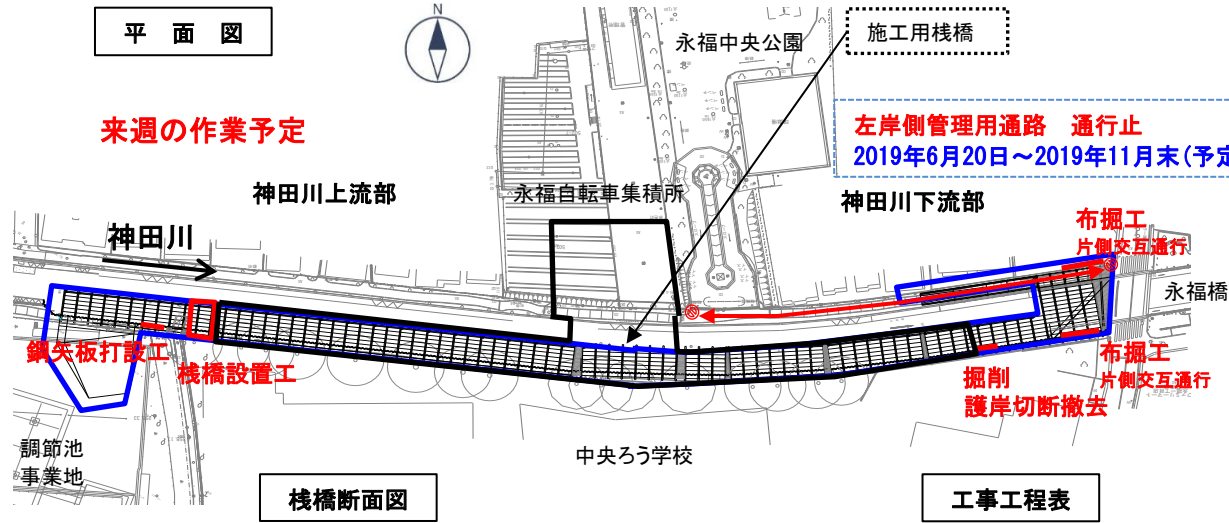 平 面 図
N
永福中央公園
施工用桟橋
来週の作業予定
左岸側管理用通路 通行止
2019年6月20日～2019年11月末(予定
神田川上流部
永福自転車集積所
神田川下流部
神田川
布掘工
片側交互通行
永福橋
鋼矢板打設工
桟橋設置工
布掘工
片側交互通行
掘削
護岸切断撤去
調節池
事業地
中央ろう学校
桟橋断面図
工事工程表